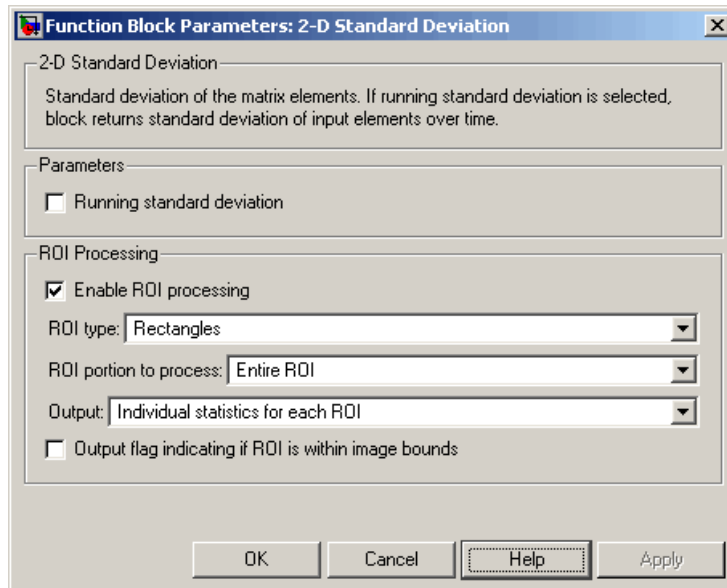 Function Block Parameters: 2-D Standard Deviation
2-D Standard Deviation
Standard deviation of the matrix elements. If running standard deviation is selected,
block returns standard deviation of input elements over time.
Parameters
Running standard deviation
ROI Processing
Enable ROI processing
ROI type: Rectangles
ROI portion to process: Entire ROI
Output: Individual statistics for each ROI
Output flag indicating if ROI is within image bounds
OK Cancel Help Apply